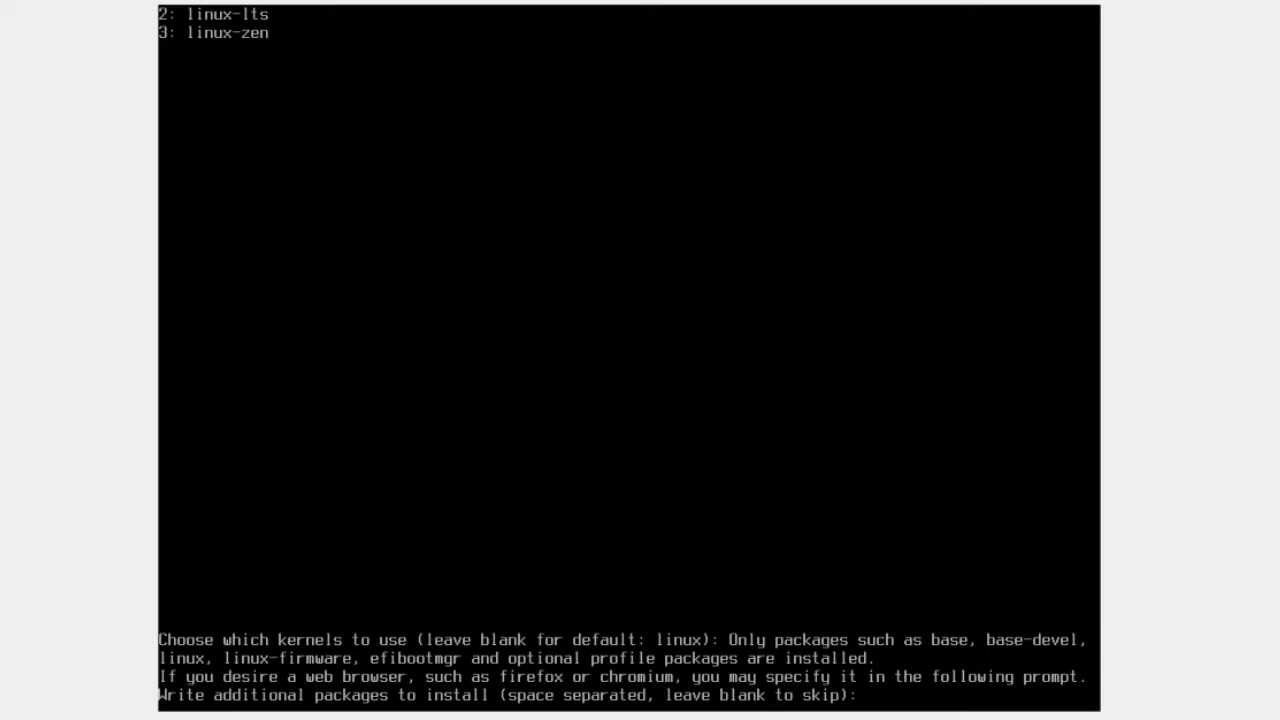 2: linux-lts
3: linux-zen
Choose which kernels to use (leave blank for default: linux): Only packages such as base, base-devel,
linux, linux-firmware, efibootmgr and optional profile packages are installed.
If you desire a web browser, such as firefox or chromium, you may specify it in the following prompt.
Write additional packages to install (space separated, leave blank to skip):